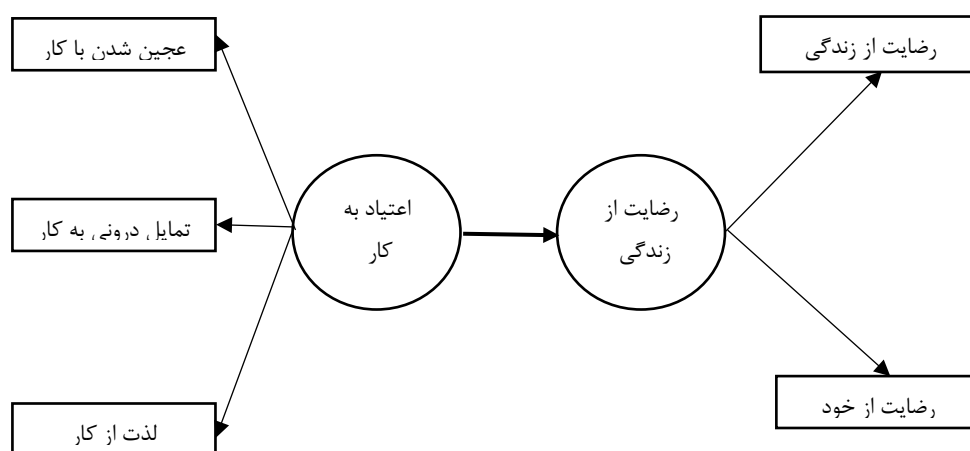 رضایت از زندگی
عجین شدن با کار
رضایت از
زندگی
اعتیاد به
کار
تمایل درونی به کار
رضایت از خود
لذت از کار